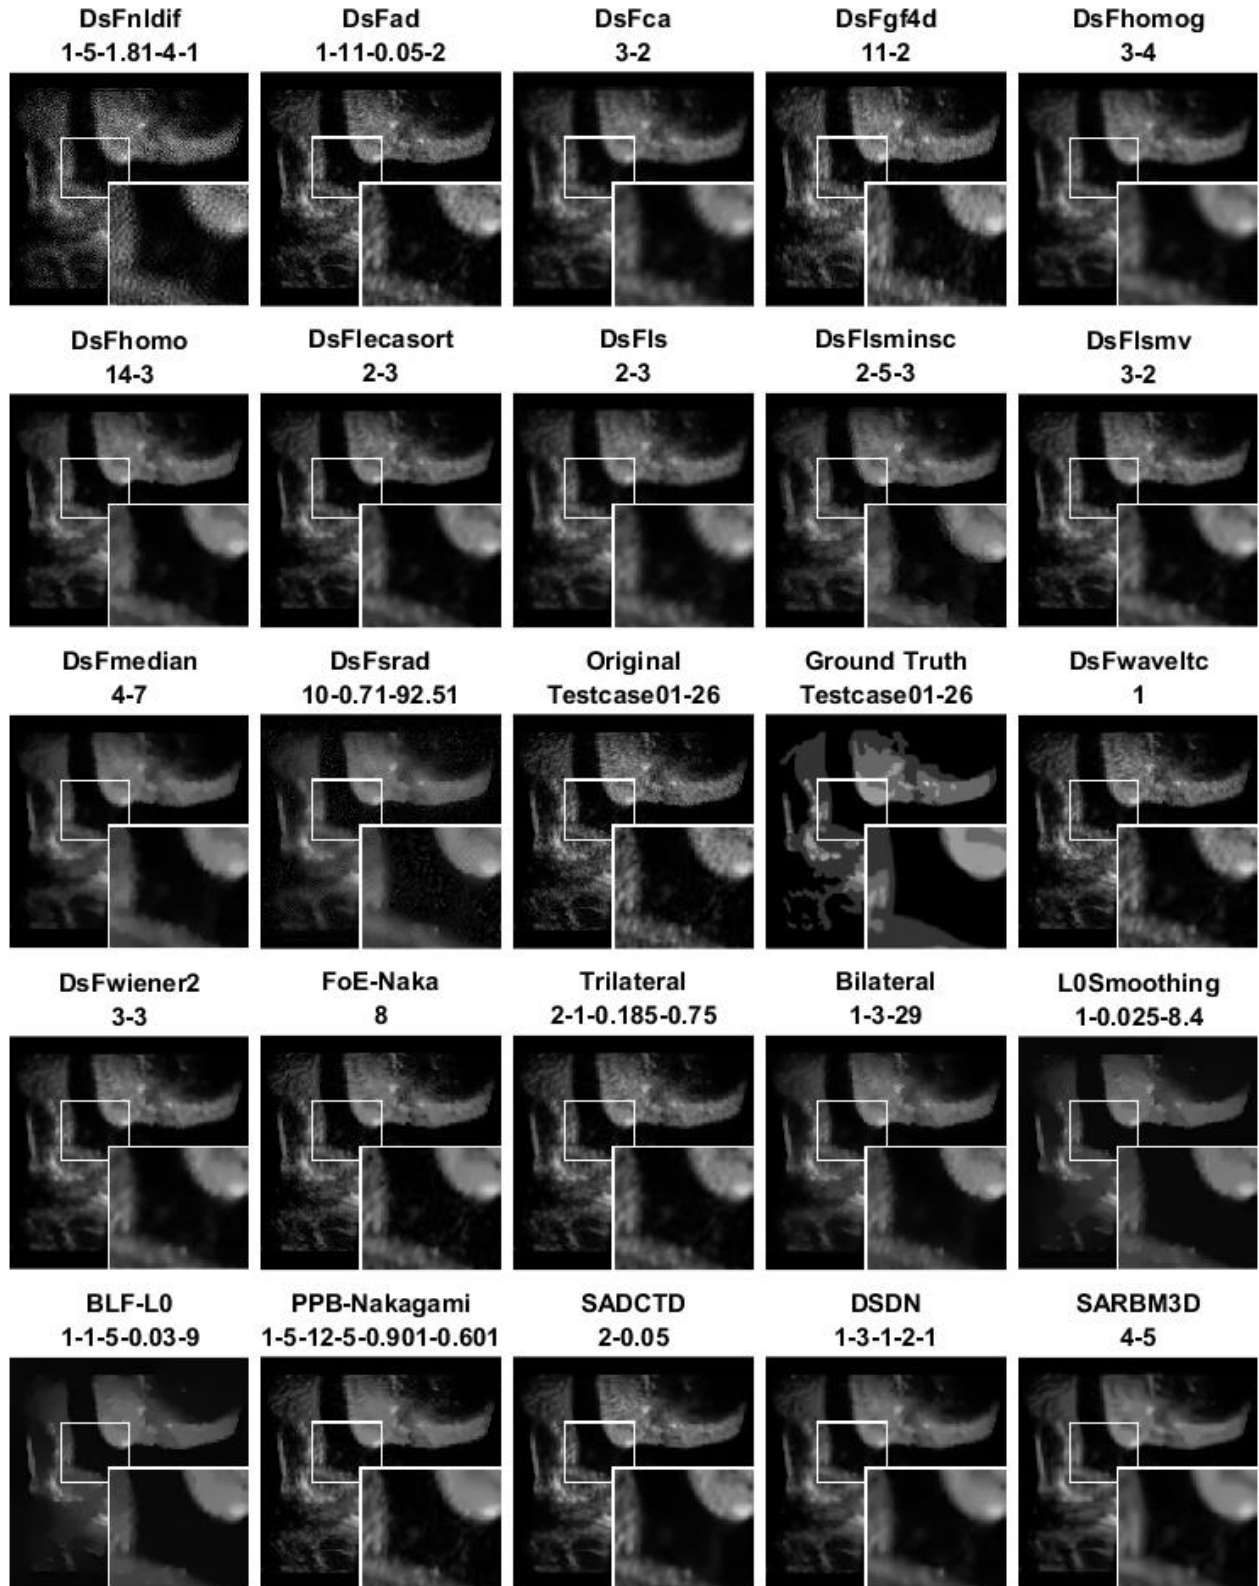 DsFnldif
1-5-1.81-4-1
DsFad
1-11-0.05-2
DsFca
3-2
DsFgf4d
11-2
DsFhomog
3-4
DsFhomo
14-3
DsFlecasort
2-3
DsFls
2-3
DsFlsminsc
2-5-3
DsFlsmv
3-2
DsFmedian
4-7
DsFsrad
10-0.71-92.51
Original
Testcase01-26
Ground Truth
Testcase01-26
DsFwaveltc
1
DsFwiener2
3-3
FoE-Naka
8
Trilateral
2-1-0.185-0.75
Bilateral
1-3-29
L0Smoothing
1-0.025-8.4
BLF-L0
1-1-5-0.03-9
PPB-Nakagami
1-5-12-5-0.901-0.601
SADCTD
2-0.05
DSDN
1-3-1-2-1
SARBM3D
4-5